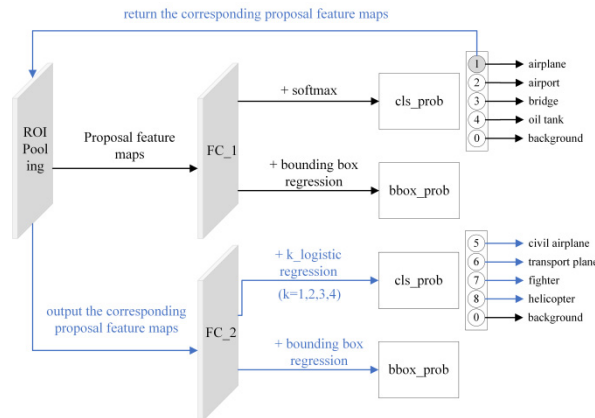 return the corresponding proposal feature maps
ROI
Pool
ing
Proposal feature
maps
FC_1
+ softmax
cls_prob
1 airplane
2 airport
3 bridge
4 oil tank
0 background
+ bounding box
regression
bbox_prob
output the corresponding
proposal feature maps
FC_2
+ k_logistic
regression
(k=1,2,3,4)
cls_prob
5 civil airplane
6 transport plane
7 fighter
8 helicopter
0 background
+ bounding box
regression
bbox_prob